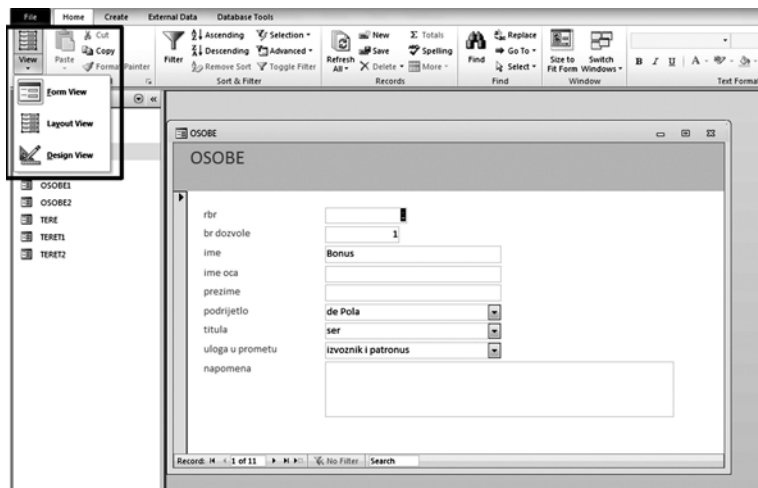 File Home Create External Data Database Tools
View
Paste
Cut
Copy
Format Painter
Filter
Ascending
Descending
Remove Sort
Selection
Advanced
Toggle Filter
Sort & Filter
Refresh All
New
Save
Delete
Totals
Spelling
More
Records
Find
Replace
Go To
Select
Find
Size to Fit Form
Switch Windows
Window
B I U A
Text Format
Form View
Layout View
Design View
OSOBE1
OSOBE2
TERE
TERET1
TERET2
OSOBE
OSOBE
rbr
br dozvole 1
ime Bonus
ime oca
prezime
podrijetlo de Pola
titula ser
uloga u prometu izvoznik i patronus
napomena
Record: 1 of 11 No Filter Search